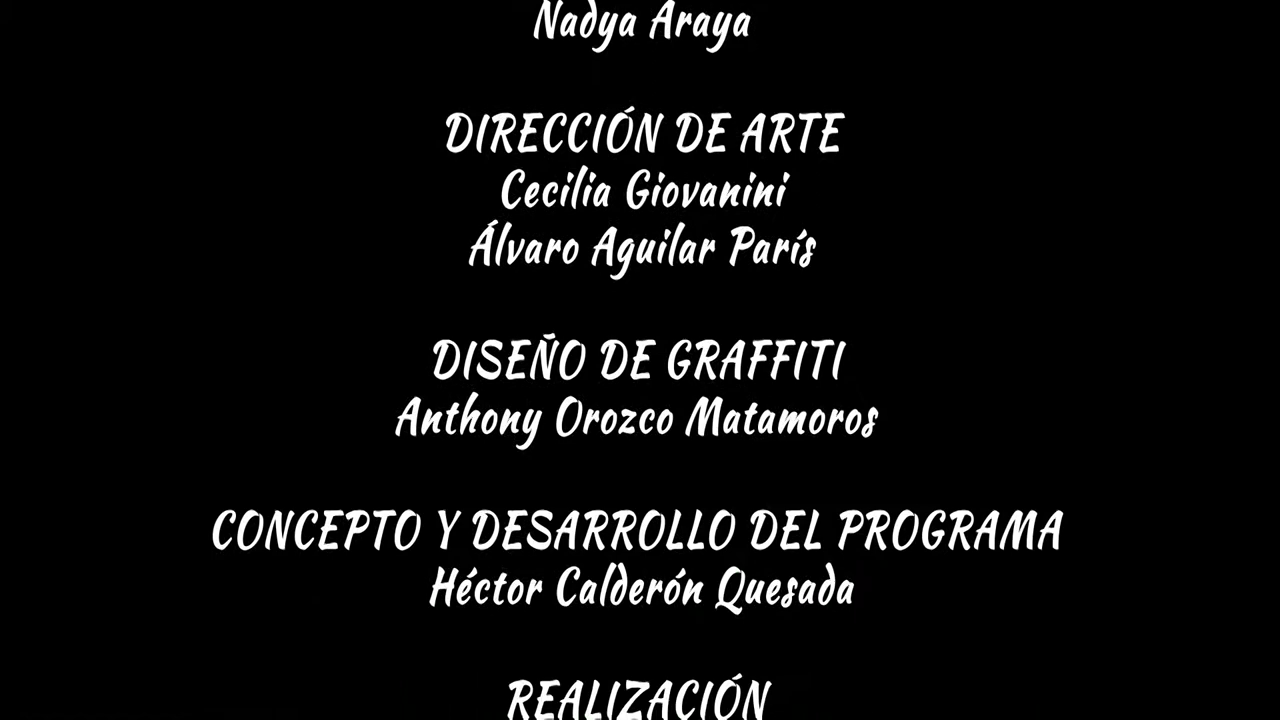 Nadya Araya
DIRECCIÓN DE ARTE
Cecilia Giovanini
Álvaro Aguilar París
DISEÑO DE GRAFFITI
Anthony Orozco Matamoros
CONCEPTO Y DESARROLLO DEL PROGRAMA
Héctor Calderón Quesada
REALIZACIÓN